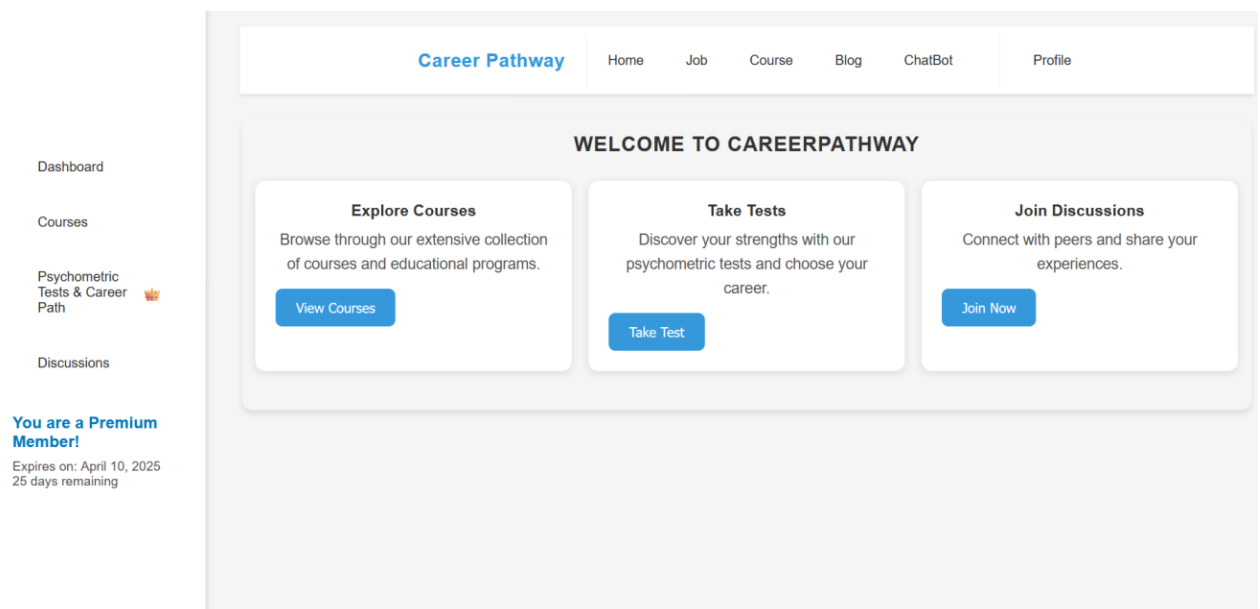 Career Pathway
Home
Job
Course
Blog
ChatBot
Profile
Dashboard
Courses
Psychometric
Tests & Career
Path
Discussions
You are a Premium
Member!
Expires on: April 10, 2025
25 days remaining
WELCOME TO CAREERPATHWAY
Explore Courses
Browse through our extensive collection
of courses and educational programs.
View Courses
Take Tests
Discover your strengths with our
psychometric tests and choose your
career.
Take Test
Join Discussions
Connect with peers and share your
experiences.
Join Now